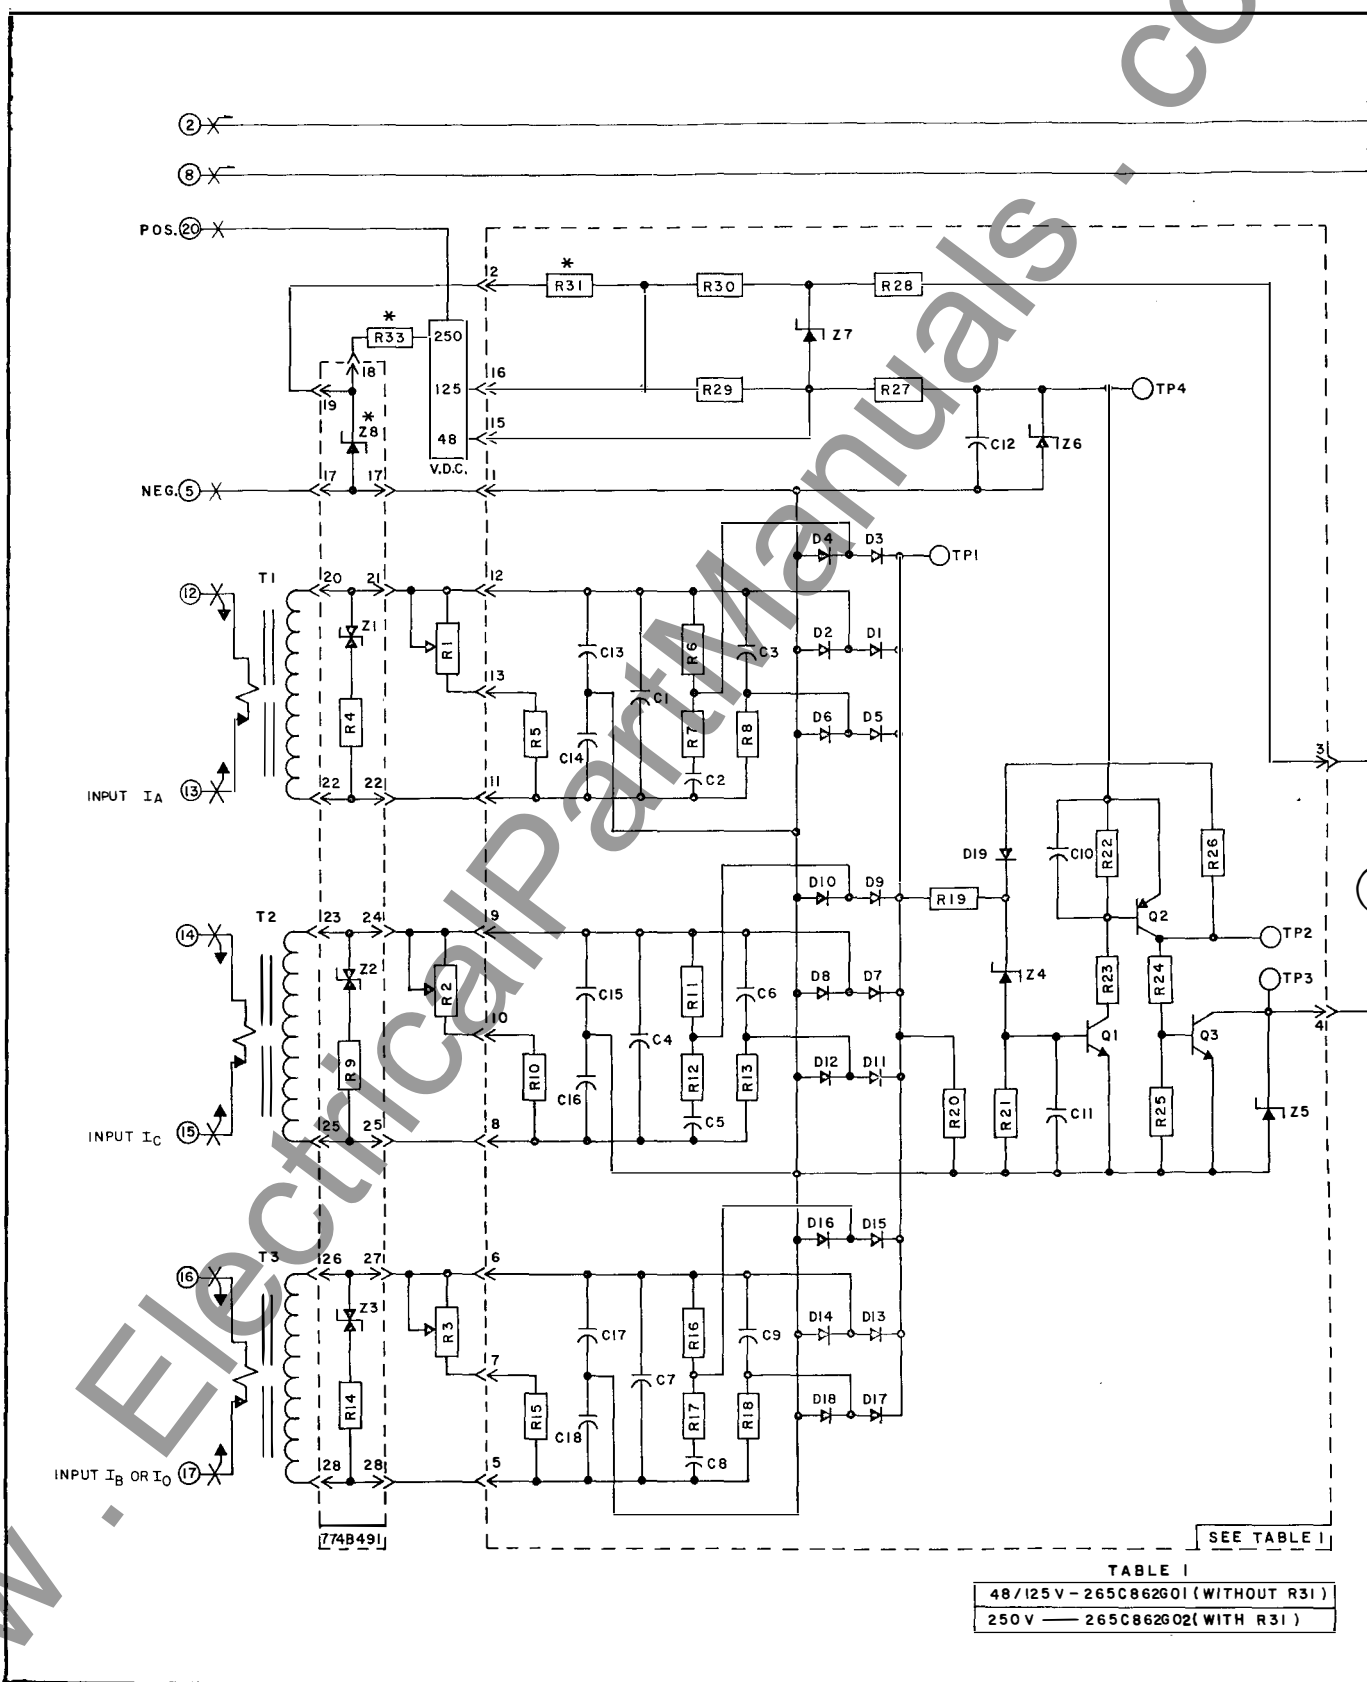 2
8
POS. 20
2
*
R31
R30
R28
*
R33
250
Z7
18
125
16
R29
R27
TP4
19
*
Z8
48
15
C12
Z6
V.D.C.
NEG. 5
17
17
1
D4
D3
TP1
12
T1
20
21
12
Z1
R1
C13
R6
C3
D2
D1
13
C1
R4
R5
R7
R8
D6
D5
C14
C2
3
INPUT IA 13
22
22
11
D19
C10
R22
R26
D10
D9
R19
14
T2
23
24
9
Q2
TP2
Z2
R2
C15
R11
C6
D8
D7
Z4
R23
R24
TP3
10
C4
Q1
Q3
4
R9
R10
C16
R12
R13
D12
D11
R20
R21
C11
R25
Z5
C5
INPUT IC 15
25
25
8
D16
D15
16
T3
26
27
6
Z3
R3
C17
R16
C9
D14
D13
7
C7
R14
R15
C18
R17
R18
D18
D17
C8
INPUT IB OR IO 17
28
28
5
774B491
SEE TABLE 1
TABLE 1
48/125 V - 265C862G01 (WITHOUT R31)
250 V — 265C862G02 (WITH R31)
w . ElectricalPartManuals . co